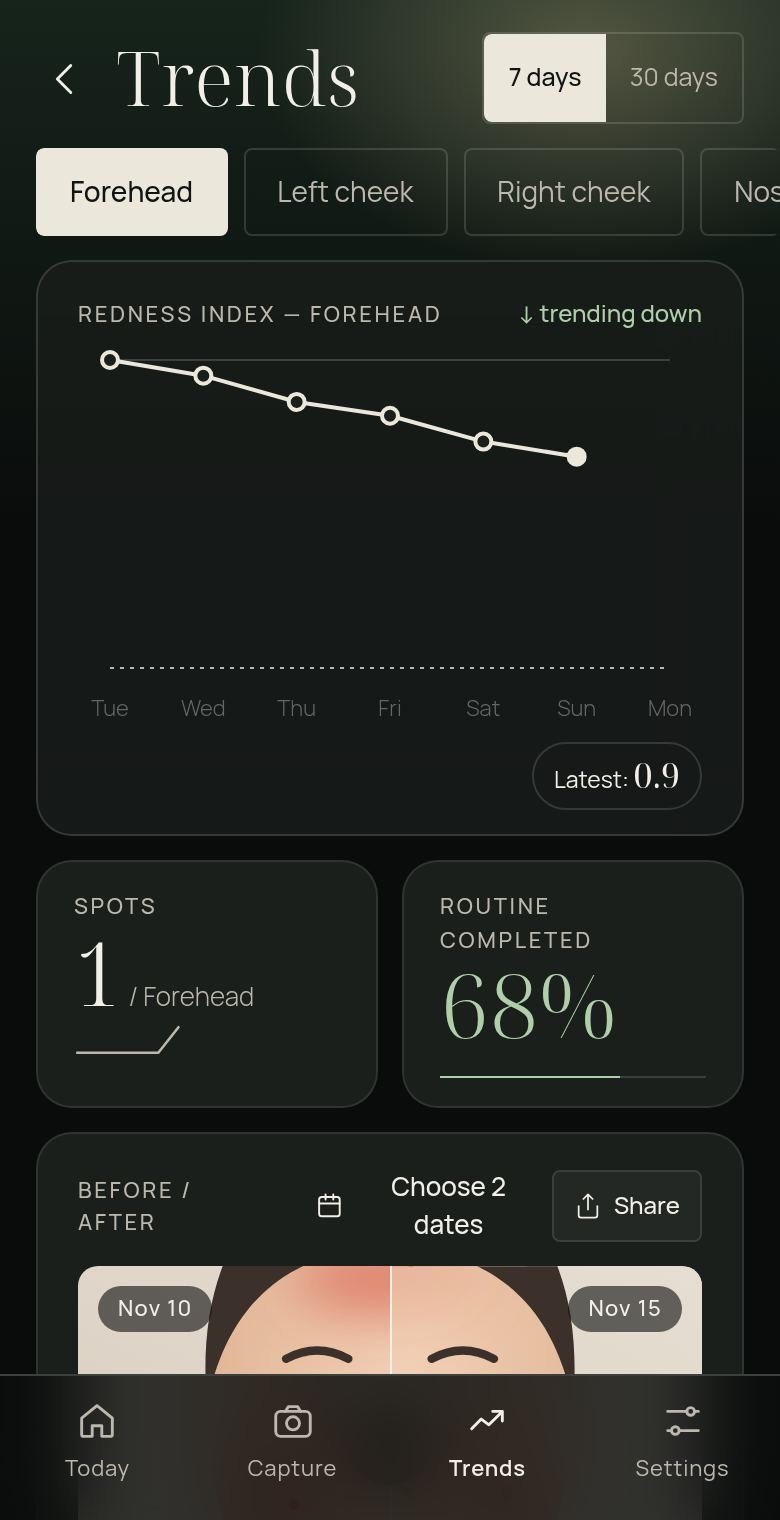 Trends
7 days
30 days
Forehead
Left cheek
Right cheek
Nos
REDNESS INDEX — FOREHEAD
↓ trending down
Tue Wed Thu Fri Sat Sun Mon
Latest: 0.9
SPOTS
1 / Forehead
ROUTINE
COMPLETED
68%
BEFORE /
AFTER
Choose 2
dates
Share
Nov 10
Nov 15
Today
Capture
Trends
Settings